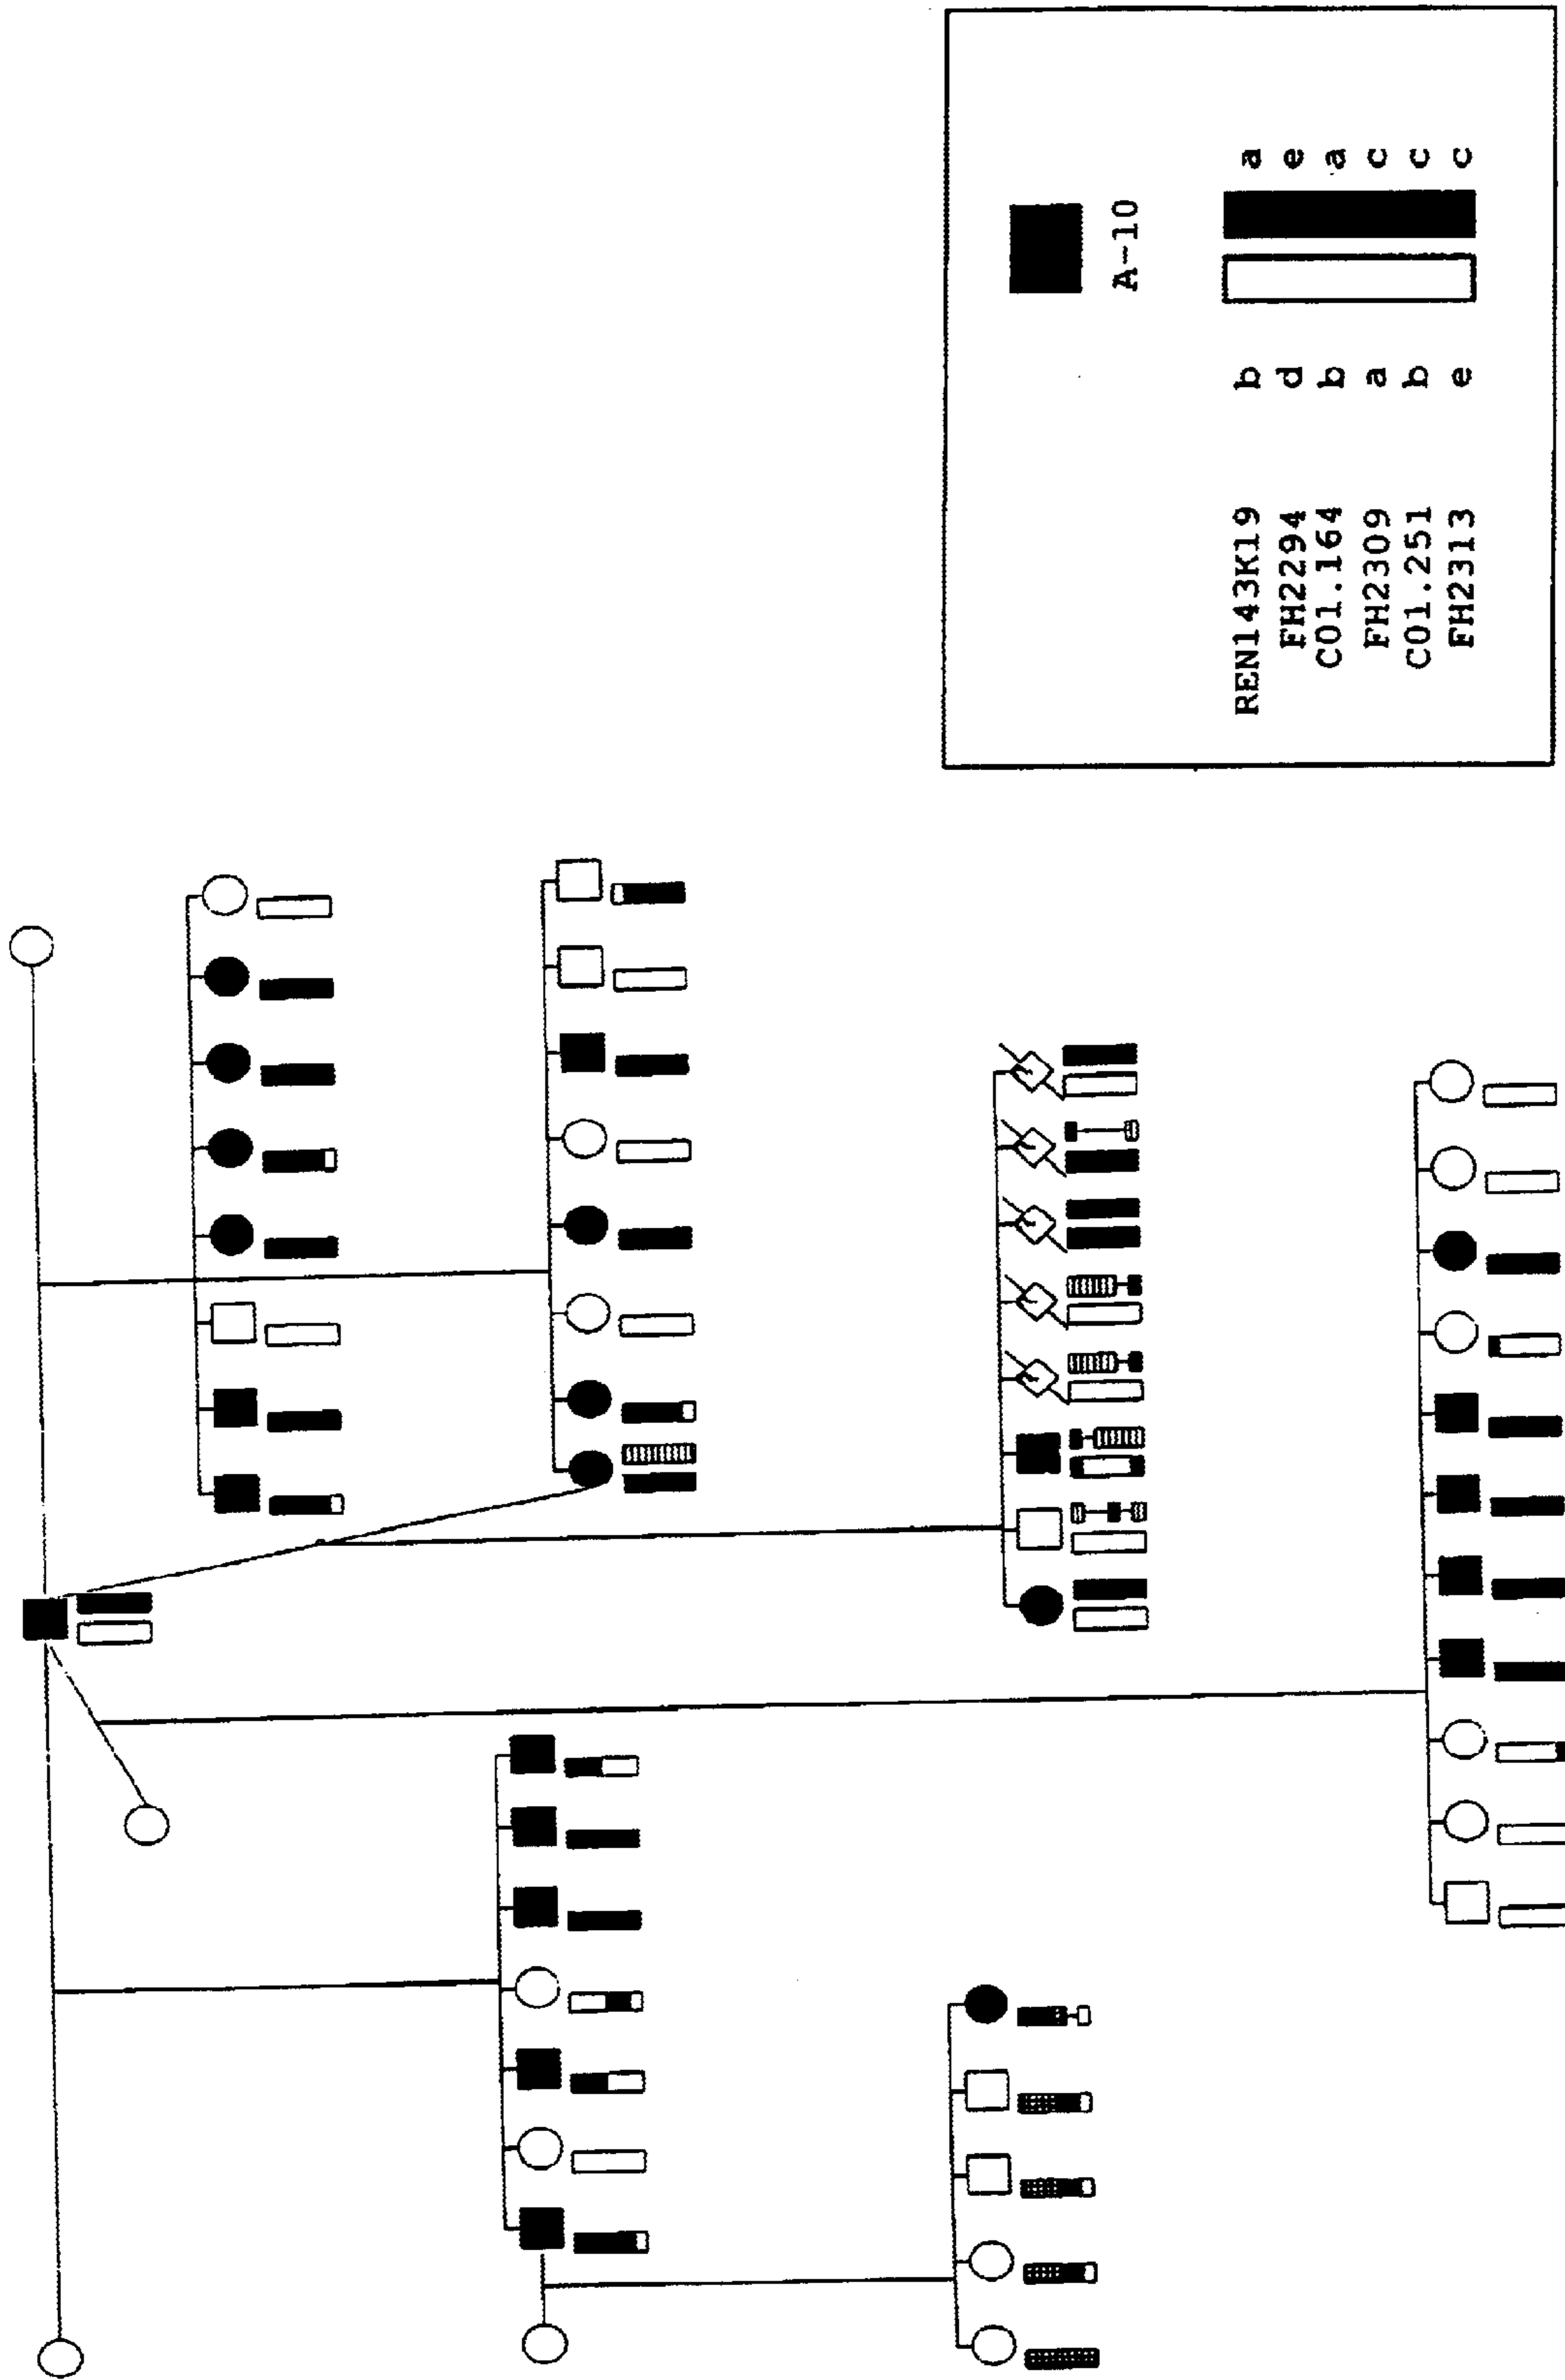 A-10
REN143K19 b a
FH2294 d e
C01.164 b a
FH2309 a c
C01.251 b c
FH2313 e c